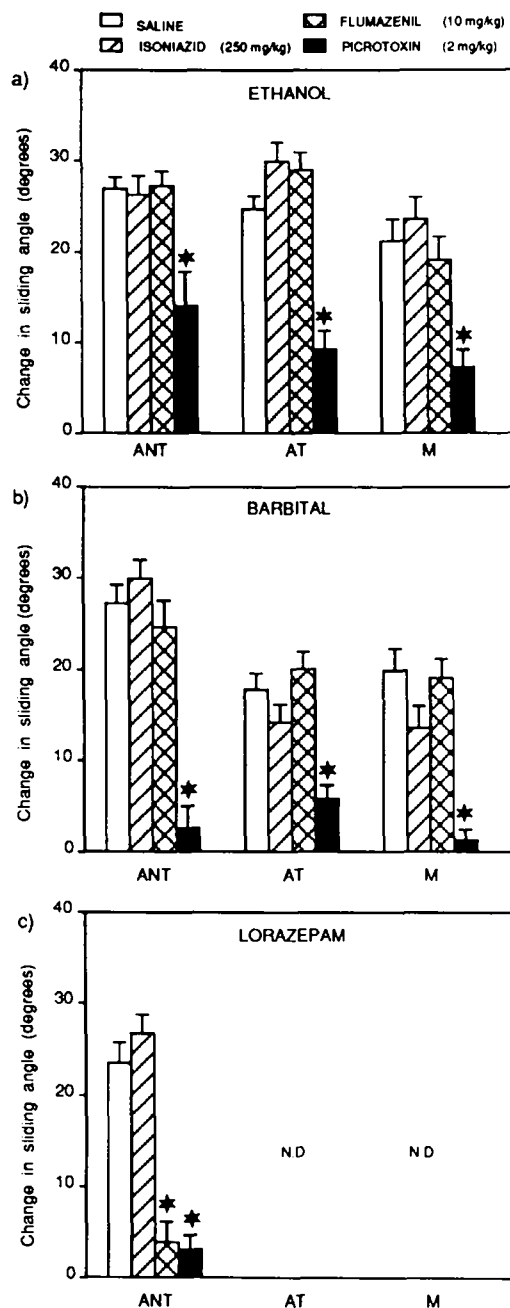 SALINE FLUMAZENIL (10 mg/kg)
ISONIAZID (250 mg/kg) PICROTOXIN (2 mg/kg)
a)
ETHANOL
Change in sliding angle (degrees)
40
30
20
10
0
ANT AT M
b)
BARBITAL
Change in sliding angle (degrees)
40
30
20
10
0
ANT AT M
c)
LORAZEPAM
Change in sliding angle (degrees)
40
30
20
10
0
ND ND
ANT AT M